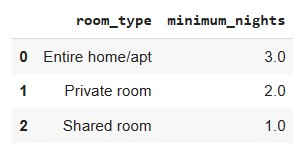 room_type minimum_nights
0 Entire home/apt 3.0
1 Private room 2.0
2 Shared room 1.0